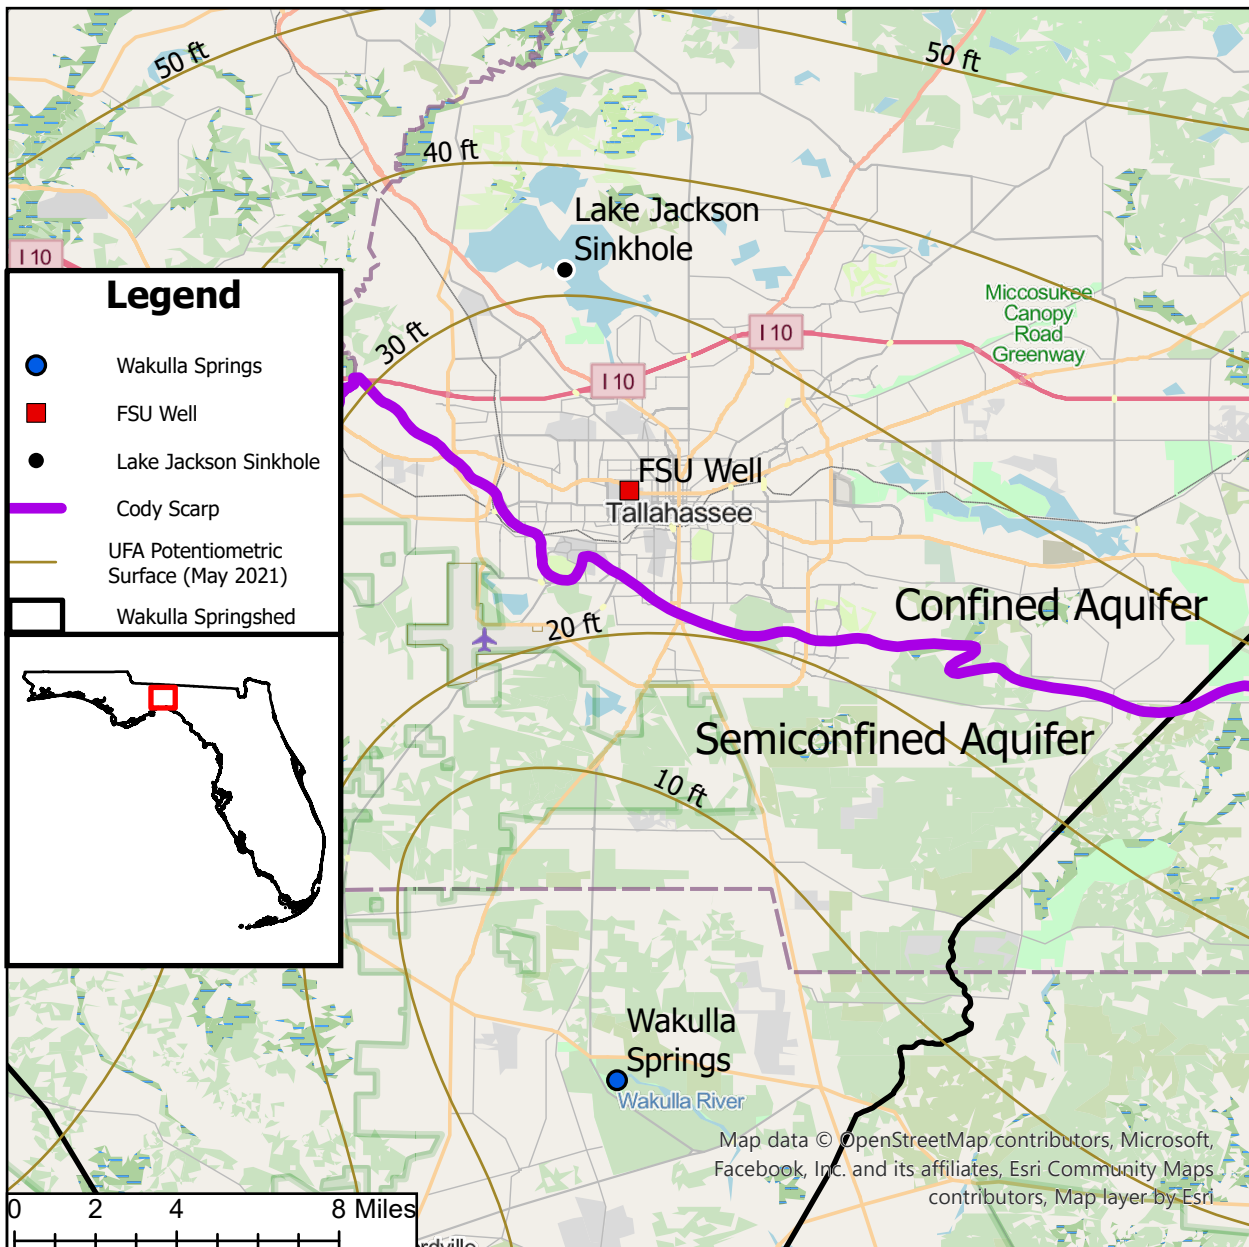 50 ft
50 ft
40 ft
Lake Jackson
Sinkhole
I 10
Legend
Wakulla Springs
FSU Well
Lake Jackson Sinkhole
Cody Scarp
UFA Potentiometric
Surface (May 2021)
Wakulla Springshed
Miccosukee
Canopy
Road
Greenway
I 10
30 ft
I 10
FSU Well
Tallahassee
Confined Aquifer
20 ft
Semiconfined Aquifer
10 ft
Wakulla
Springs
Wakulla River
Map data © OpenStreetMap contributors, Microsoft,
Facebook, Inc. and its affiliates, Esri Community Maps
contributors, Map layer by Esri
0 2 4 8 Miles